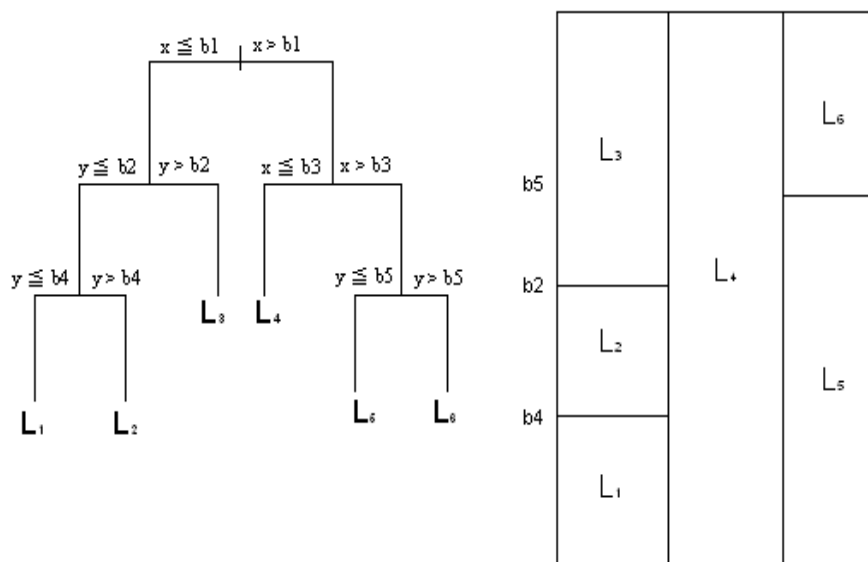 x ≦ b1 x > b1
y ≦ b2 y > b2 x ≦ b3 x > b3
y ≦ b4 y > b4 y ≦ b5 y > b5
L₃ L₄
L₁ L₂ L₅ L₆
L₃ L₆
b5
L₄
b2
L₂
L₅
b4
L₁